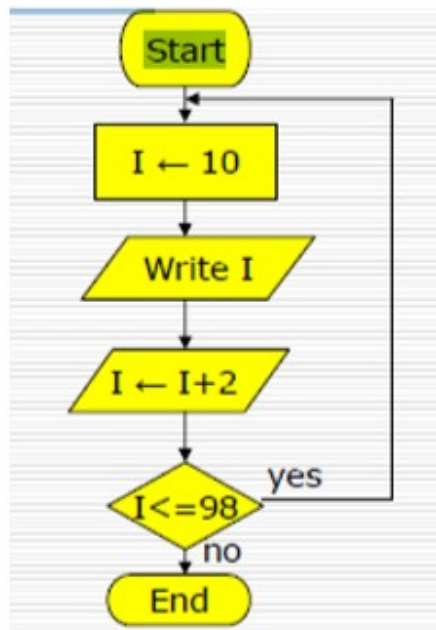 Start
I ← 10
Write I
I ← I+2
yes
I<=98
no
End